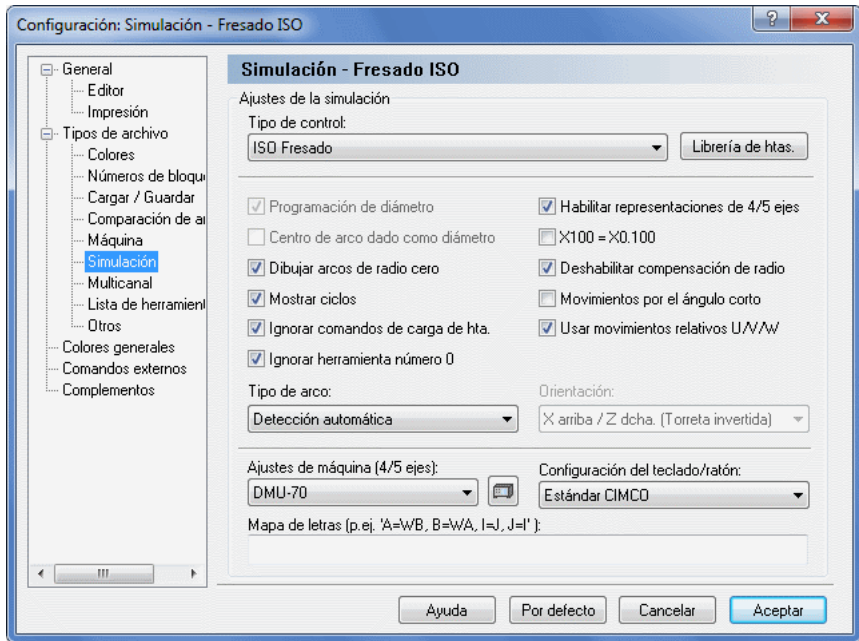 Configuración: Simulación - Fresado ISO
General
Editor
Impresión
Tipos de archivo
Colores
Números de bloqu
Cargar / Guardar
Comparación de ar
Máquina
Simulación
Multicanal
Lista de herramient
Otros
Colores generales
Comandos externos
Complementos
Simulación - Fresado ISO
Ajustes de la simulación
Tipo de control:
ISO Fresado
Librería de htas.
Programación de diámetro
Habilitar representaciones de 4/5 ejes
Centro de arco dado como diámetro
X100 = X0.100
Dibujar arcos de radio cero
Deshabilitar compensación de radio
Mostrar ciclos
Movimientos por el ángulo corto
Ignorar comandos de carga de hta.
Usar movimientos relativos U/V/W
Ignorar herramienta número 0
Tipo de arco:
Orientación:
Detección automática
X arriba / Z dcha. (Torreta invertida)
Ajustes de máquina (4/5 ejes):
Configuración del teclado/ratón:
DMU-70
Estándar CIMCO
Mapa de letras (p.ej. 'A=WB, B=WA, I=J, J=I' ):
Ayuda
Por defecto
Cancelar
Aceptar